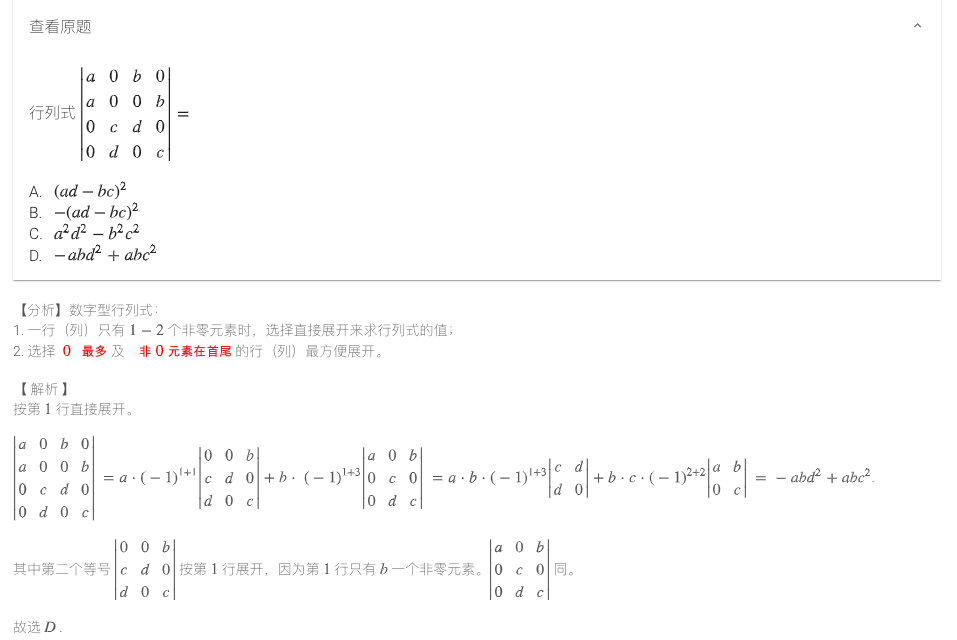 查看原题
行列式 $\begin{vmatrix} a & 0 & b & 0 \\ a & 0 & 0 & b \\ 0 & c & d & 0 \\ 0 & d & 0 & c \end{vmatrix} =$
A. $(ad - bc)^2$
B. $-(ad - bc)^2$
C. $a^2d^2 - b^2c^2$
D. $-abd^2 + abc^2$
【分析】数字型行列式:
1. 一行（列）只有 $1-2$ 个非零元素时，选择直接展开来求行列式的值;
2. 选择 0 最多 及 非 0 元素在首尾 的行（列）最方便展开。
【解析】
按第 1 行直接展开。
$\begin{vmatrix} a & 0 & b & 0 \\ a & 0 & 0 & b \\ 0 & c & d & 0 \\ 0 & d & 0 & c \end{vmatrix} = a \cdot (-1)^{1+1} \begin{vmatrix} 0 & 0 & b \\ c & d & 0 \\ d & 0 & c \end{vmatrix} + b \cdot (-1)^{1+3} \begin{vmatrix} a & 0 & b \\ 0 & c & 0 \\ 0 & d & c \end{vmatrix} = a \cdot b \cdot (-1)^{1+3} \begin{vmatrix} c & d \\ d & 0 \end{vmatrix} + b \cdot c \cdot (-1)^{2+2} \begin{vmatrix} a & b \\ 0 & c \end{vmatrix} = -abd^2 + abc^2.$
其中第二个等号 $\begin{vmatrix} 0 & 0 & b \\ c & d & 0 \\ d & 0 & c \end{vmatrix}$ 按第 1 行展开，因为第 1 行只有 $b$ 一个非零元素。$\begin{vmatrix} a & 0 & b \\ 0 & c & 0 \\ 0 & d & c \end{vmatrix}$ 同。
故选 $D$ .